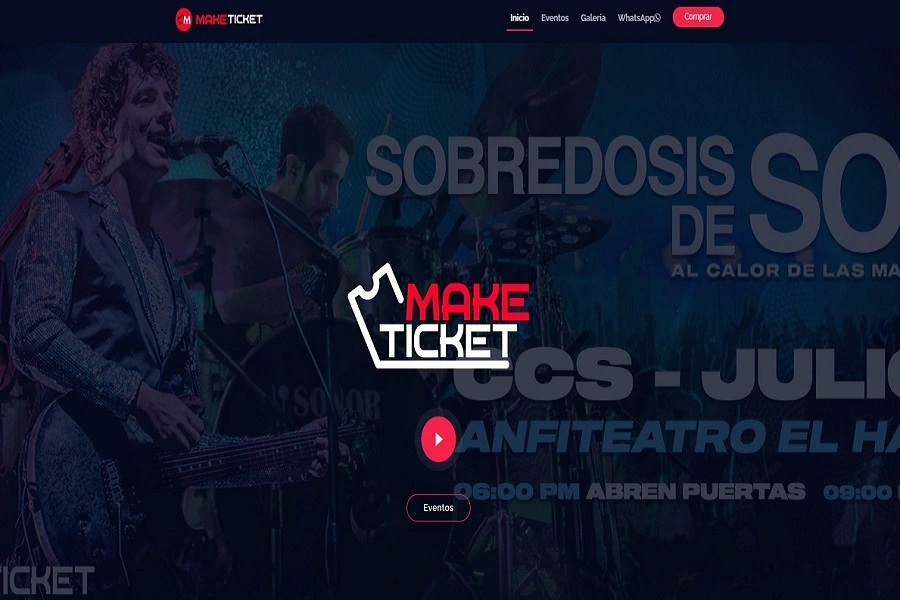 MAKETICKET
Inicio
Eventos
Galería
WhatsApp
Comprar
SOBREDOSIS
DE SO
AL CALOR DE LAS MA
MAKE
TICKET
CCS - JULIO
ANFITEATRO EL HA
SONOR
06:00 PM ABREN PUERTAS 09:00
Eventos
TICKET